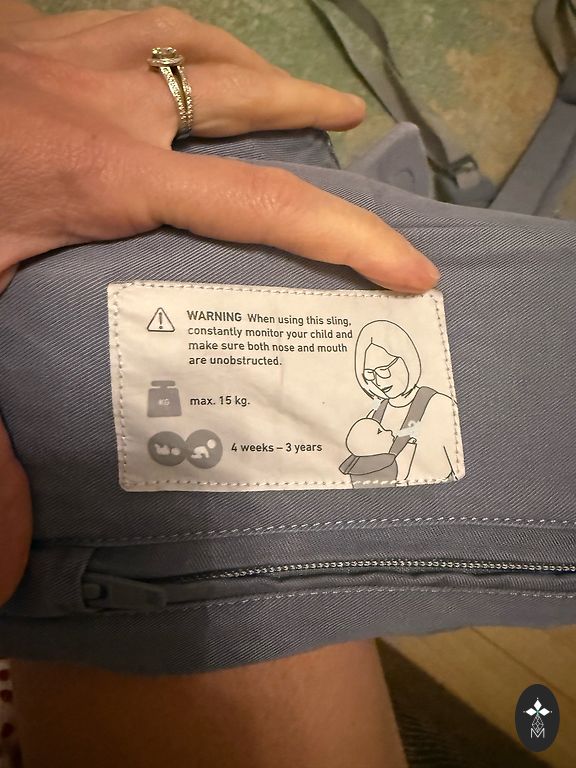 WARNING When using this sling,
constantly monitor your child and
make sure both nose and mouth
are unobstructed.
KG
max. 15 kg.
4 weeks – 3 years
M